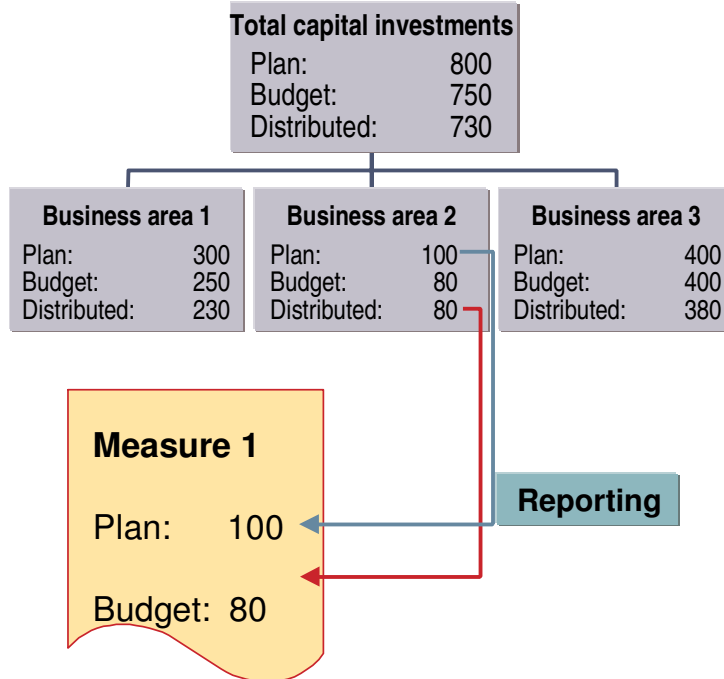 Total capital investments
Plan: 800
Budget: 750
Distributed: 730
Business area 1
Plan: 300
Budget: 250
Distributed: 230
Business area 2
Plan: 100
Budget: 80
Distributed: 80
Business area 3
Plan: 400
Budget: 400
Distributed: 380
Measure 1
Plan: 100
Budget: 80
Reporting